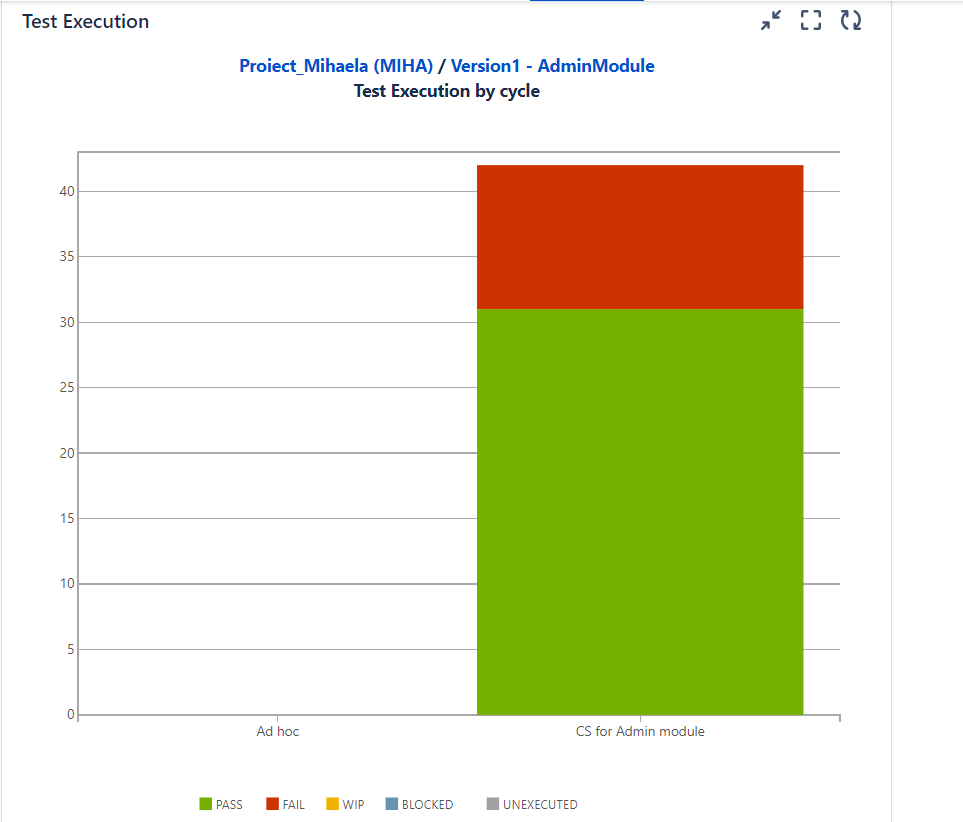 Test Execution
Proiect_Mihaela (MIHA) / Version1 - AdminModule
Test Execution by cycle
40
35
30
25
20
15
10
5
0
Ad hoc CS for Admin module
PASS FAIL WIP BLOCKED UNEXECUTED